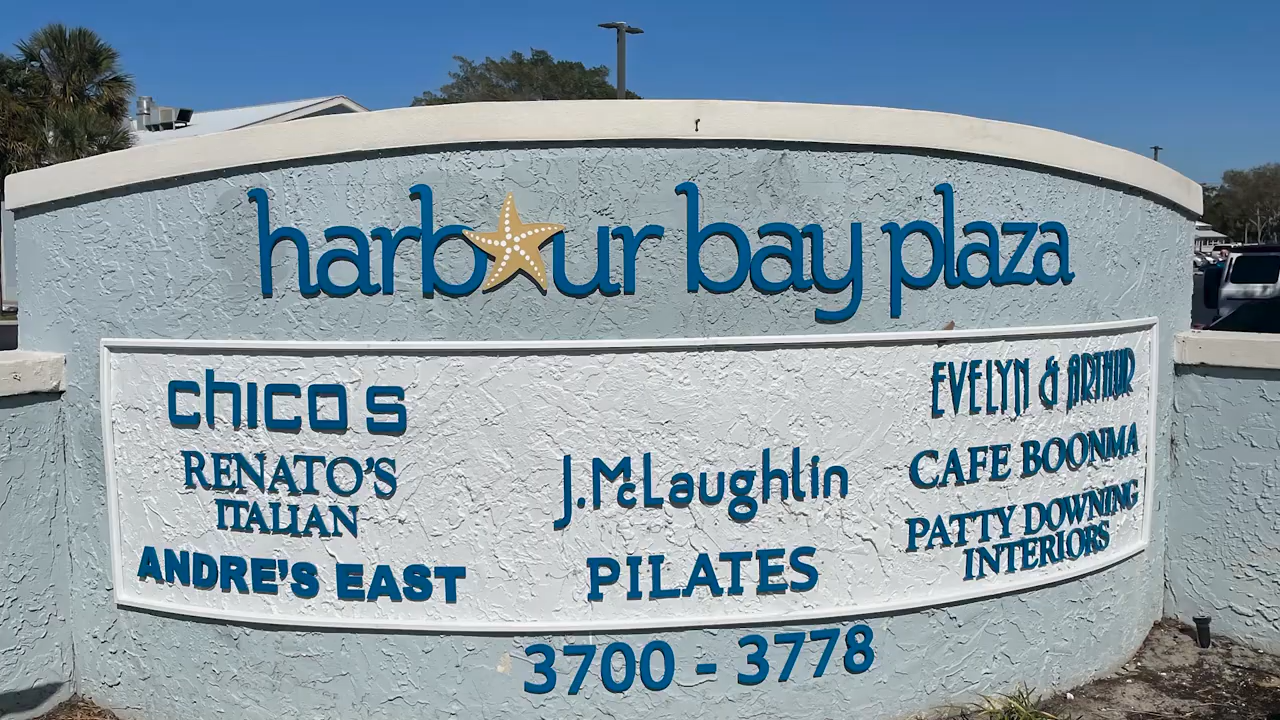 harbour bay plaza
chico's
RENATO'S
ITALIAN
ANDRE'S EAST
J.McLaughlin
PILATES
EVELYN & ARTHUR
CAFE BOONMA
PATTY DOWNING
INTERIORS
3700 - 3778